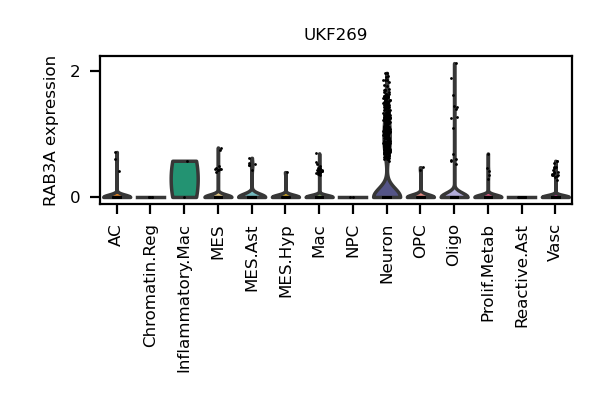 UKF269
RAB3A expression
2
0
AC
Chromatin.Reg
Inflammatory.Mac
MES
MES.Ast
MES.Hyp
Mac
NPC
Neuron
OPC
Oligo
Prolif.Metab
Reactive.Ast
Vasc